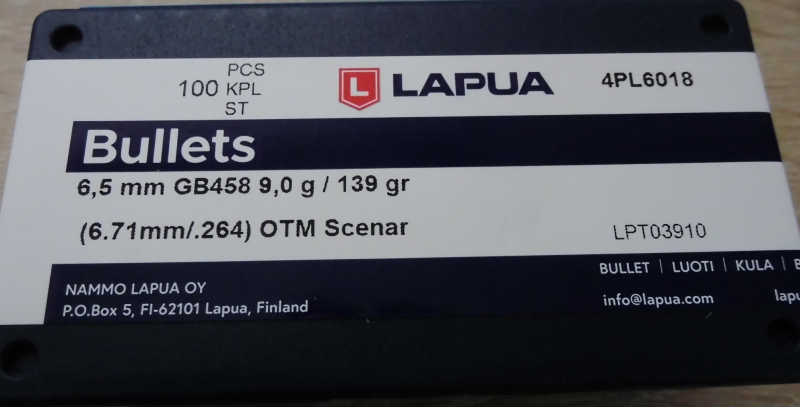 100 PCS
KPL
ST
L LAPUA
4PL6018
Bullets
6,5 mm GB458 9,0 g / 139 gr
(6.71mm/.264) OTM Scenar
LPT03910
BULLET | LUOTI | KULA |
NAMMO LAPUA OY
P.O.Box 5, FI-62101 Lapua, Finland
info@lapua.com